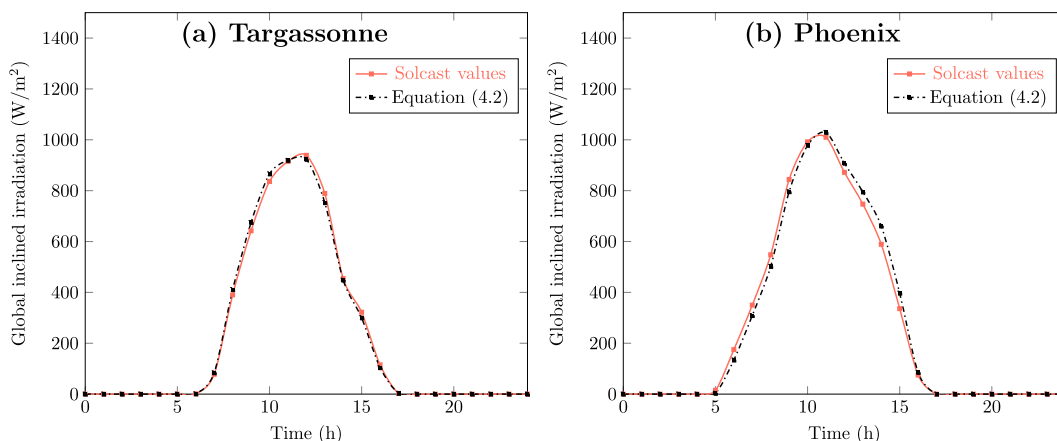 (a) Targassonne
Global inclined irradiation (W/m²)
1400
1200
1000
800
600
400
200
0
Solcast values
Equation (4.2)
0 5 10 15 20
Time (h)
(b) Phoenix
Global inclined irradiation (W/m²)
1400
1200
1000
800
600
400
200
0
Solcast values
Equation (4.2)
0 5 10 15 20
Time (h)